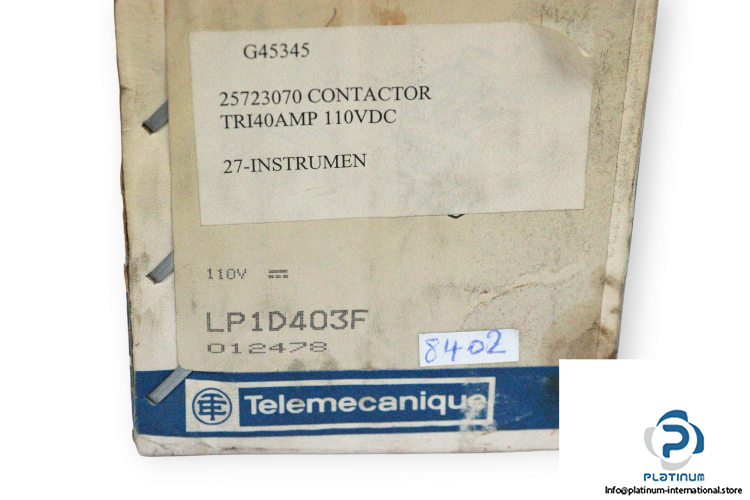 G45345
25723070 CONTACTOR
TRI40AMP 110VDC
27-INSTRUMEN
110V
LP1D403F
012478
8402
Telemecanique
PLATINUM
Info@platinum-international.store